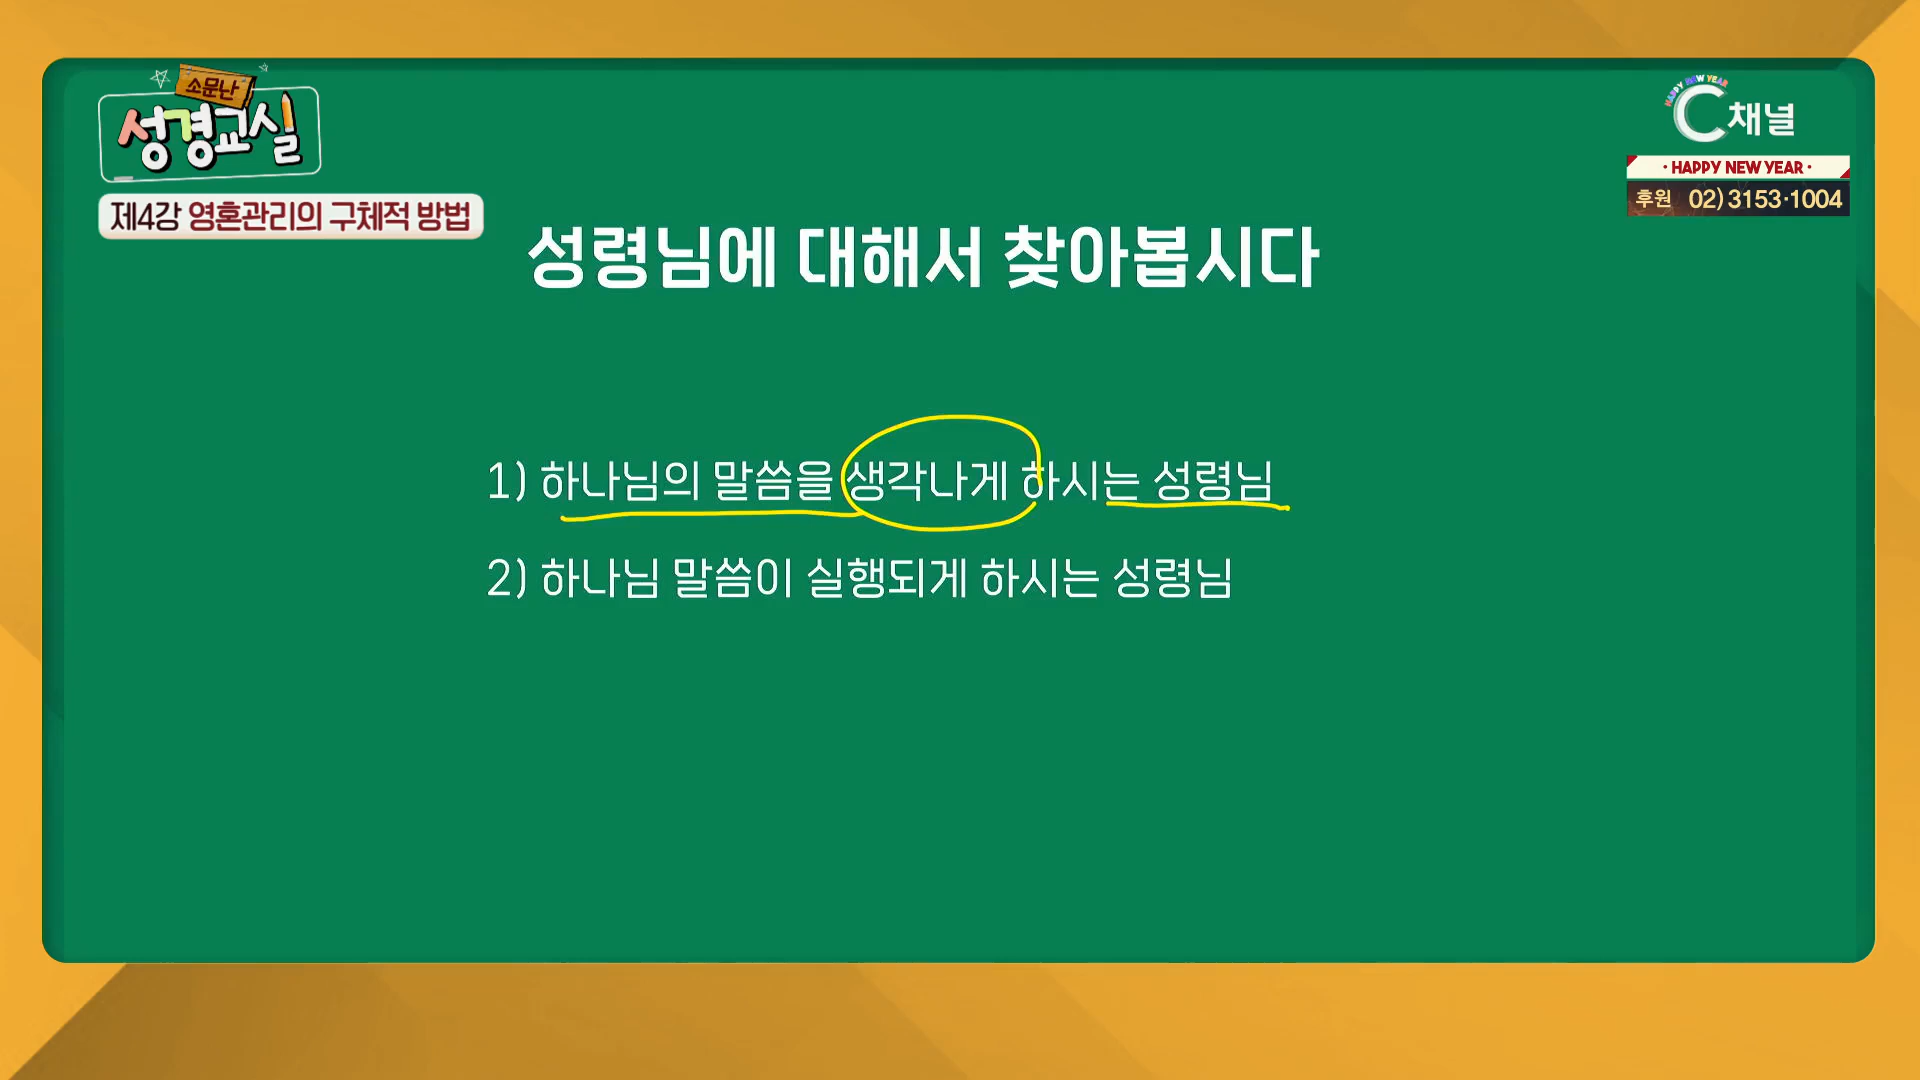 소문난
성경교실
제4강 영혼관리의 구체적 방법
HAPPY NEW YEAR
C채널
· HAPPY NEW YEAR ·
후원 02) 3153·1004
성령님에 대해서 찾아봅시다
1) 하나님의 말씀을 생각나게 하시는 성령님
2) 하나님 말씀이 실행되게 하시는 성령님